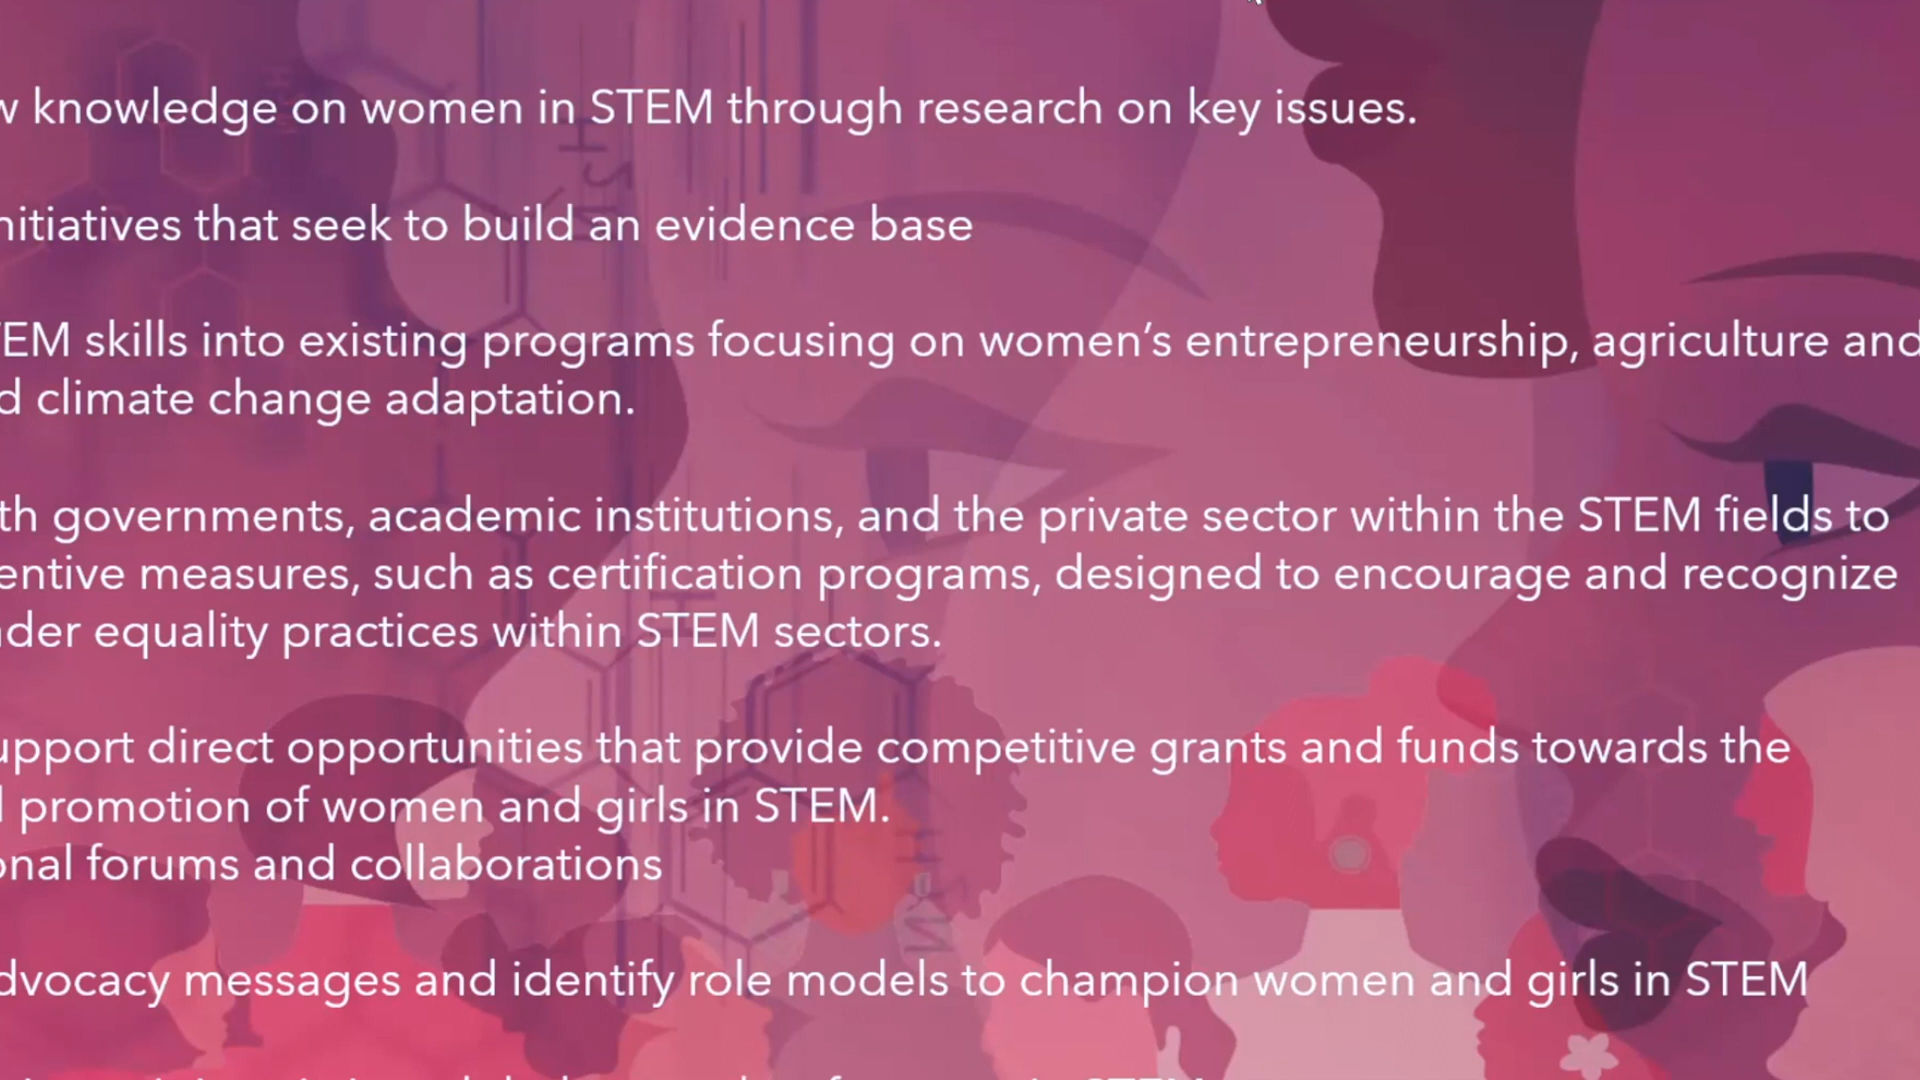 w knowledge on women in STEM through research on key issues.
nitiatives that seek to build an evidence base
EM skills into existing programs focusing on women’s entrepreneurship, agriculture and
d climate change adaptation.
th governments, academic institutions, and the private sector within the STEM fields to
entive measures, such as certification programs, designed to encourage and recognize
der equality practices within STEM sectors.
upport direct opportunities that provide competitive grants and funds towards the
promotion of women and girls in STEM.
onal forums and collaborations
dvocacy messages and identify role models to champion women and girls in STEM